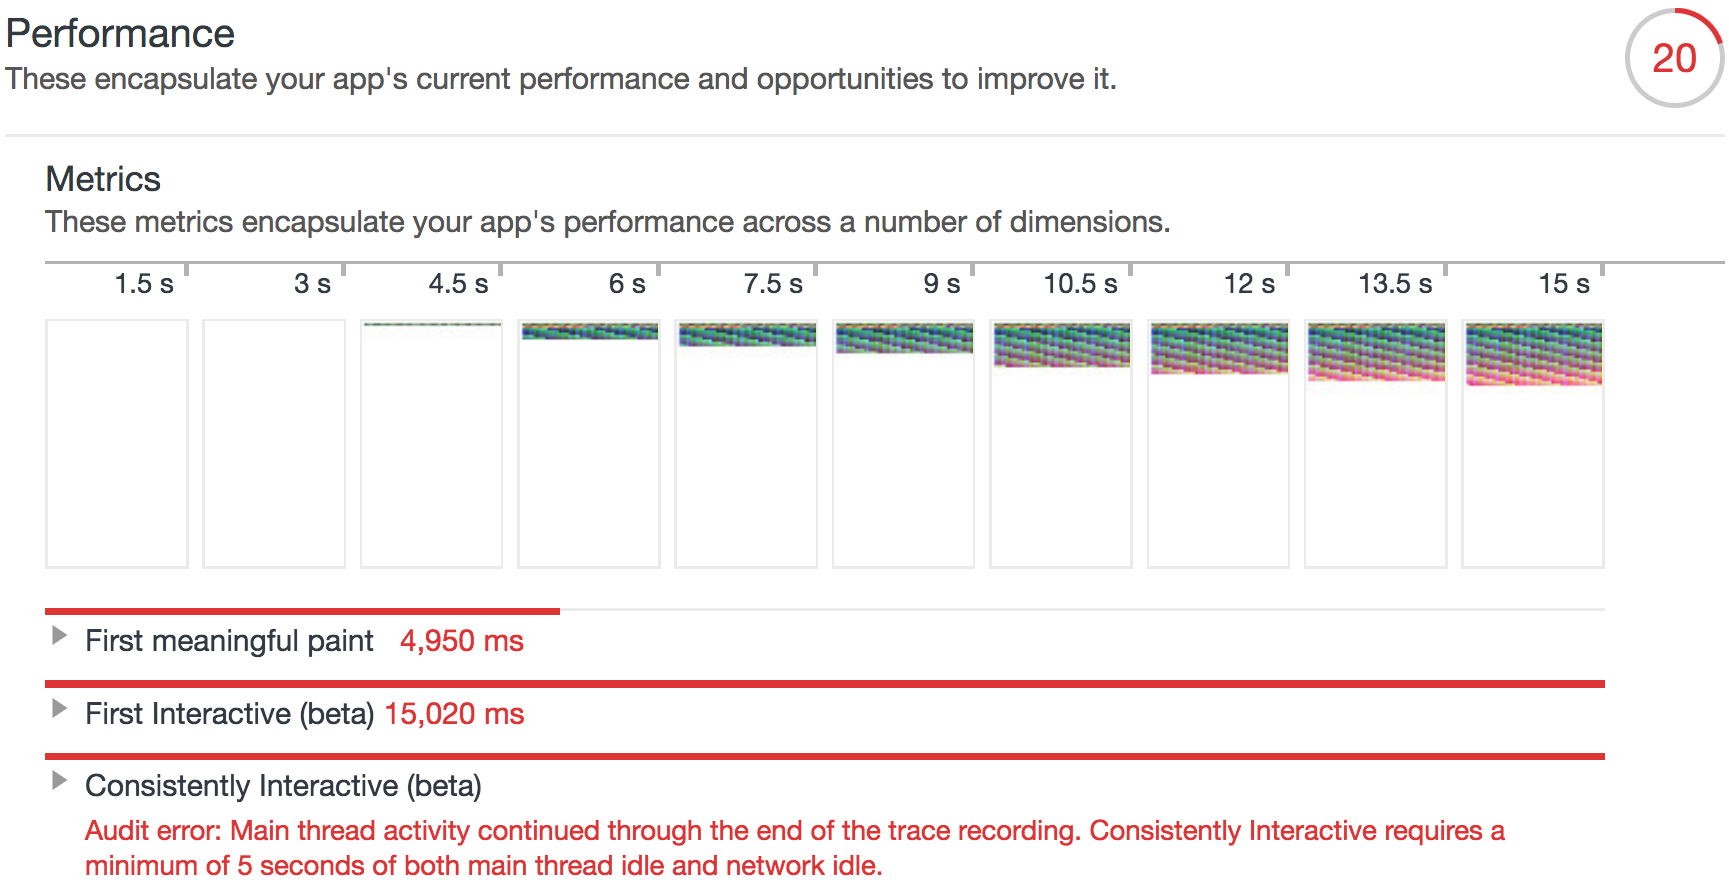 Performance
20
These encapsulate your app's current performance and opportunities to improve it.
Metrics
These metrics encapsulate your app's performance across a number of dimensions.
1.5 s 3 s 4.5 s 6 s 7.5 s 9 s 10.5 s 12 s 13.5 s 15 s
First meaningful paint 4,950 ms
First Interactive (beta) 15,020 ms
Consistently Interactive (beta)
Audit error: Main thread activity continued through the end of the trace recording. Consistently Interactive requires a
minimum of 5 seconds of both main thread idle and network idle.